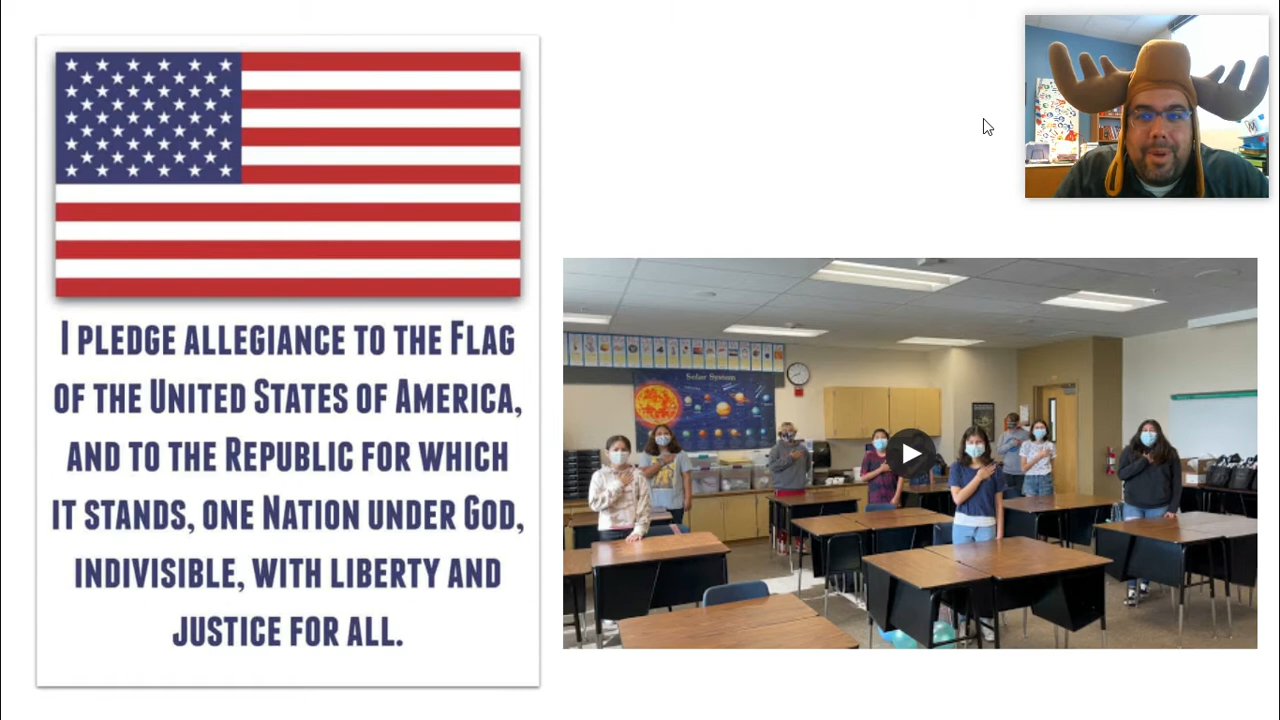 I pledge allegiance to the Flag
of the United States of America,
and to the Republic for which
it stands, one Nation under God,
indivisible, with liberty and
justice for all.
Solar System